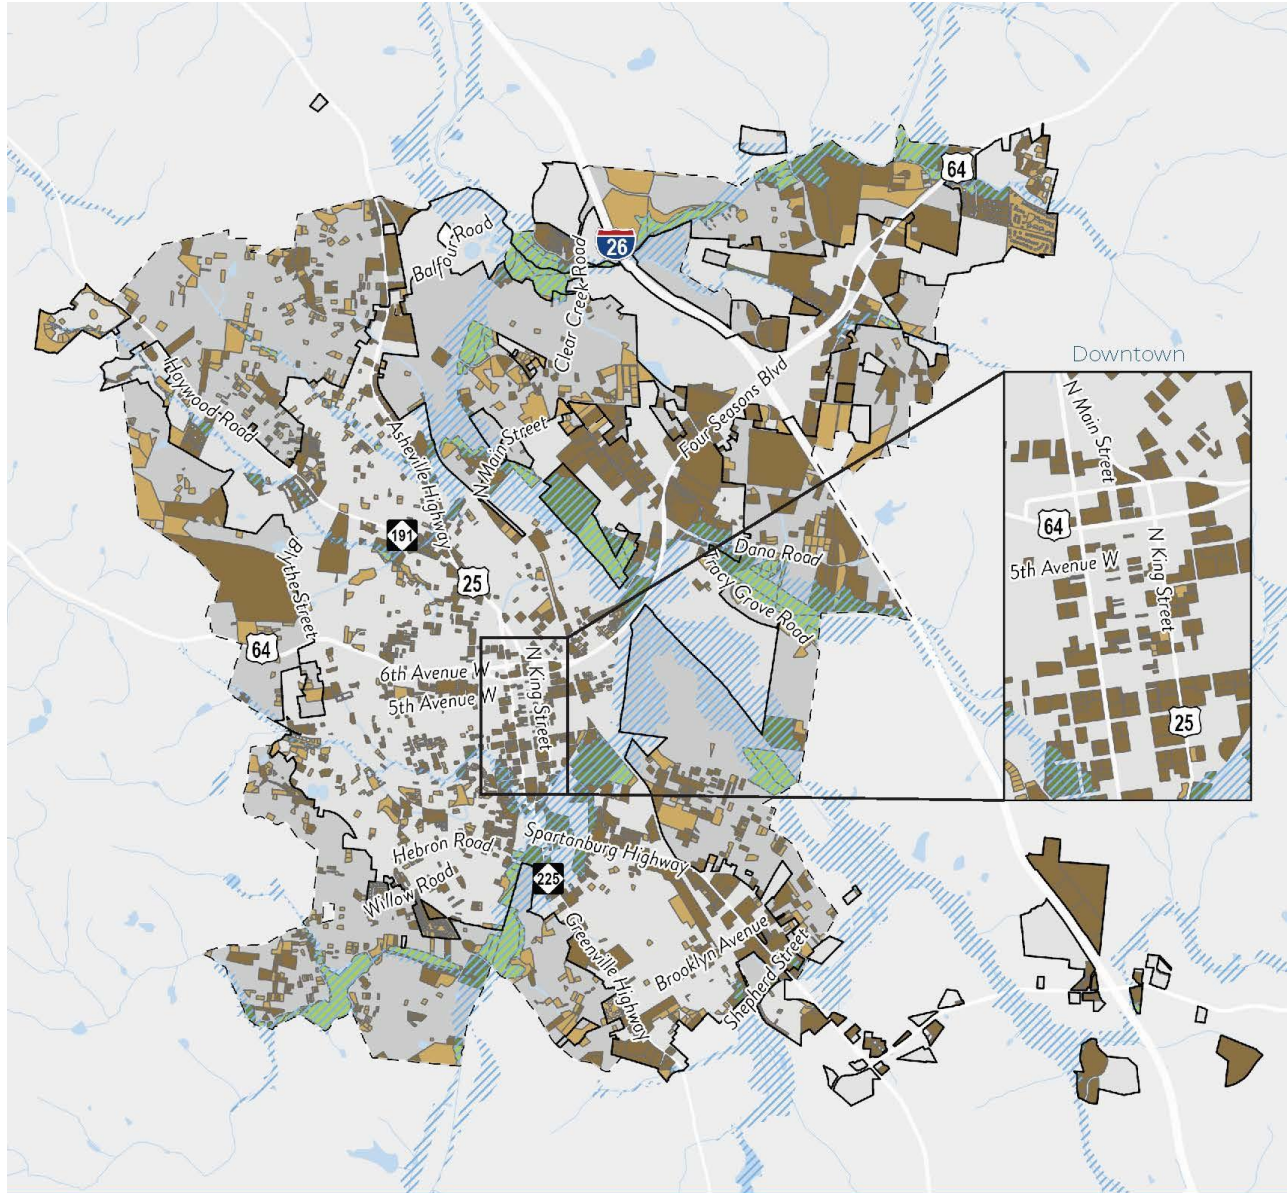 64
26
Balfour Road
Clear Creek Road
Downtown
Haywood Road
Four Seasons Blvd
N Main Street
Asheville Highway
N Main Street
191
64
Dana Road
N King Street
5th Avenue W
Tracy Grove Road
Blythe Street
25
64
6th Avenue W
5th Avenue W
N King Street
25
Hebron Road
Spartanburg Highway
Willow Road
225
Greenville Highway
Brooklyn Avenue
Shepherd Street